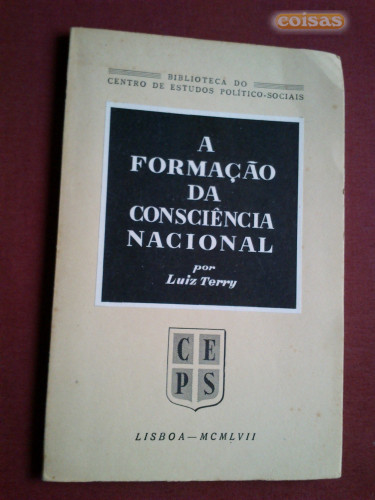 coisas
BIBLIOTECA DO
CENTRO DE ESTUDOS POLÍTICO-SOCIAIS
A
FORMAÇÃO
DA
CONSCIÊNCIA
NACIONAL
por
Luiz Terry
C E
P S
LISBOA — MCMLVII